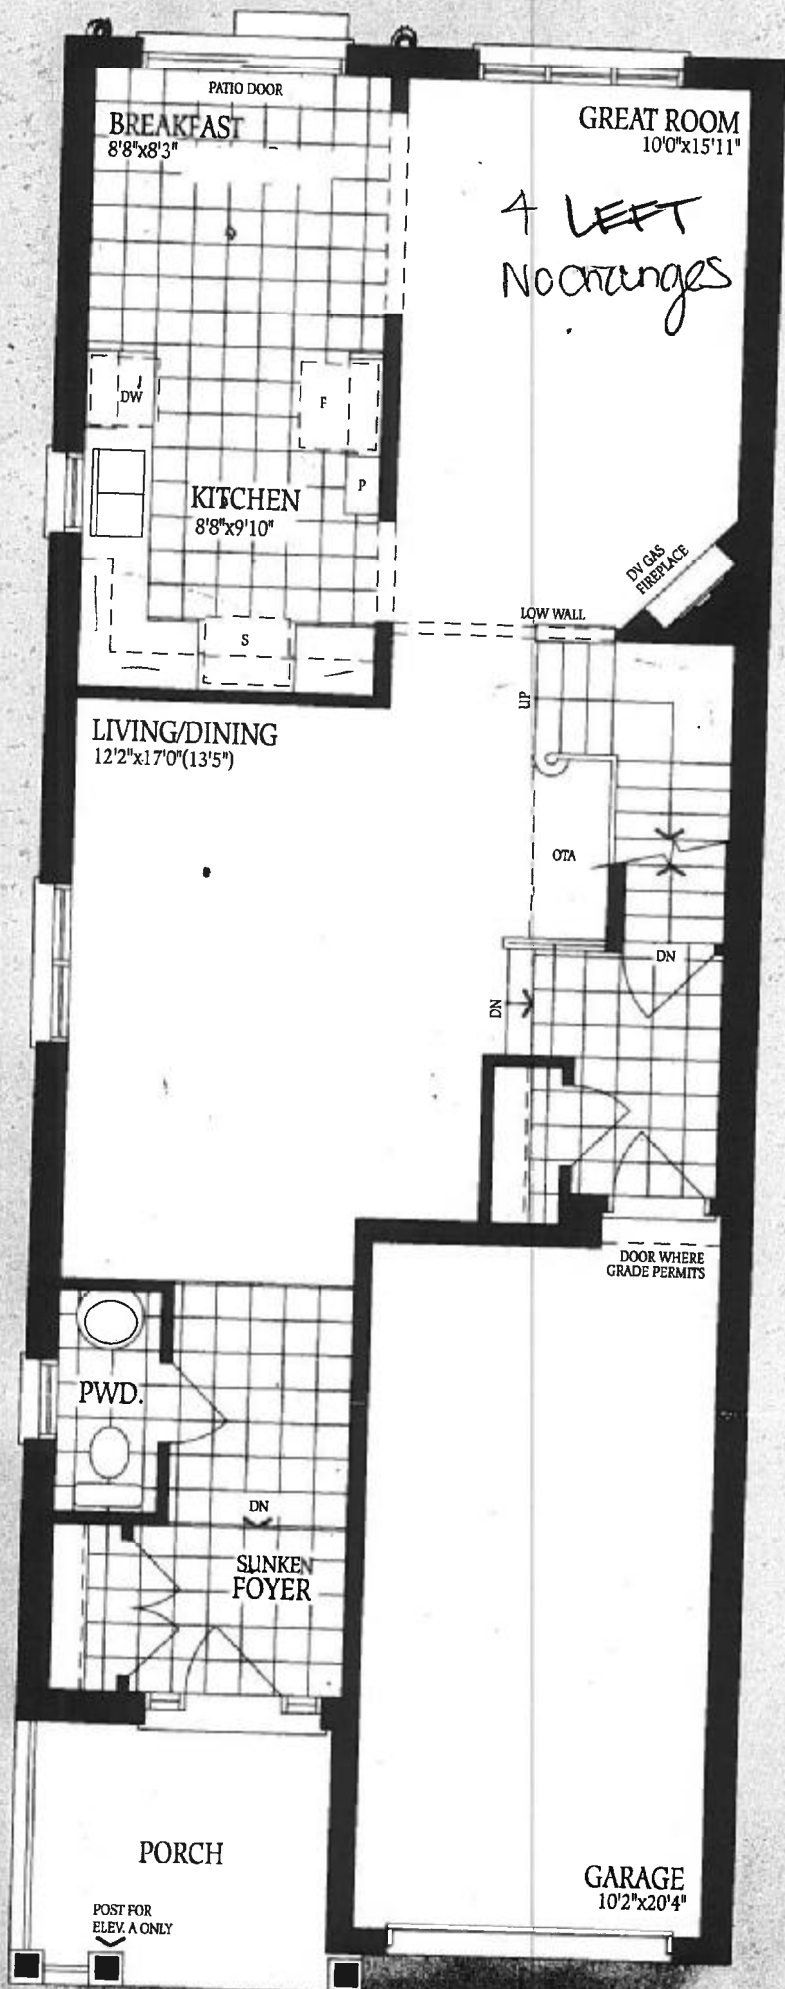 PATIO DOOR
BREAKFAST
8'8"x8'3"
GREAT ROOM
10'0"x15'11"
4 LEFT
No changes
DW
F
P
KITCHEN
8'8"x9'10"
DV GAS
FIREPLACE
LOW WALL
S
UP
LIVING/DINING
12'2"x17'0"(13'5")
OTA
DN
DN
DOOR WHERE
GRADE PERMITS
PWD.
DN
SUNKEN
FOYER
PORCH
GARAGE
10'2"x20'4"
POST FOR
ELEV. A ONLY